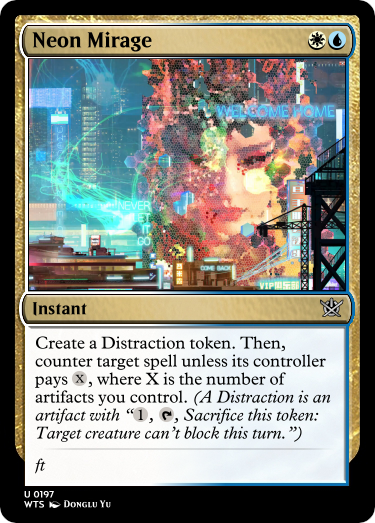 Neon Mirage
WELCOME HOME
NEVER
LET
IT
GO
COME BACK
VIP
Instant
Create a Distraction token. Then,
counter target spell unless its controller
pays X, where X is the number of
artifacts you control. (A Distraction is an
artifact with “1, T, Sacrifice this token:
Target creature can’t block this turn.”)
ft
U 0197
WTS Donglu Yu